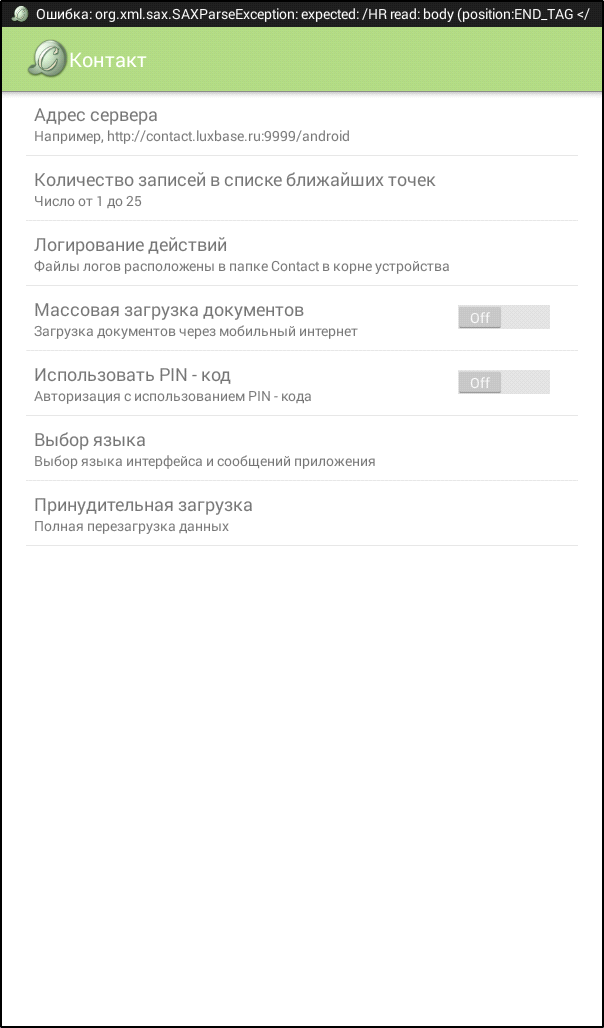 Ошибка: org.xml.sax.SAXParseException: expected: /HR read: body (position:END_TAG </
Контакт
Адрес сервера
Например, http://contact.luxbase.ru:9999/android
Количество записей в списке ближайших точек
Число от 1 до 25
Логирование действий
Файлы логов расположены в папке Contact в корне устройства
Массовая загрузка документов
Off
Загрузка документов через мобильный интернет
Использовать PIN - код
Off
Авторизация с использованием PIN - кода
Выбор языка
Выбор языка интерфейса и сообщений приложения
Принудительная загрузка
Полная перезагрузка данных